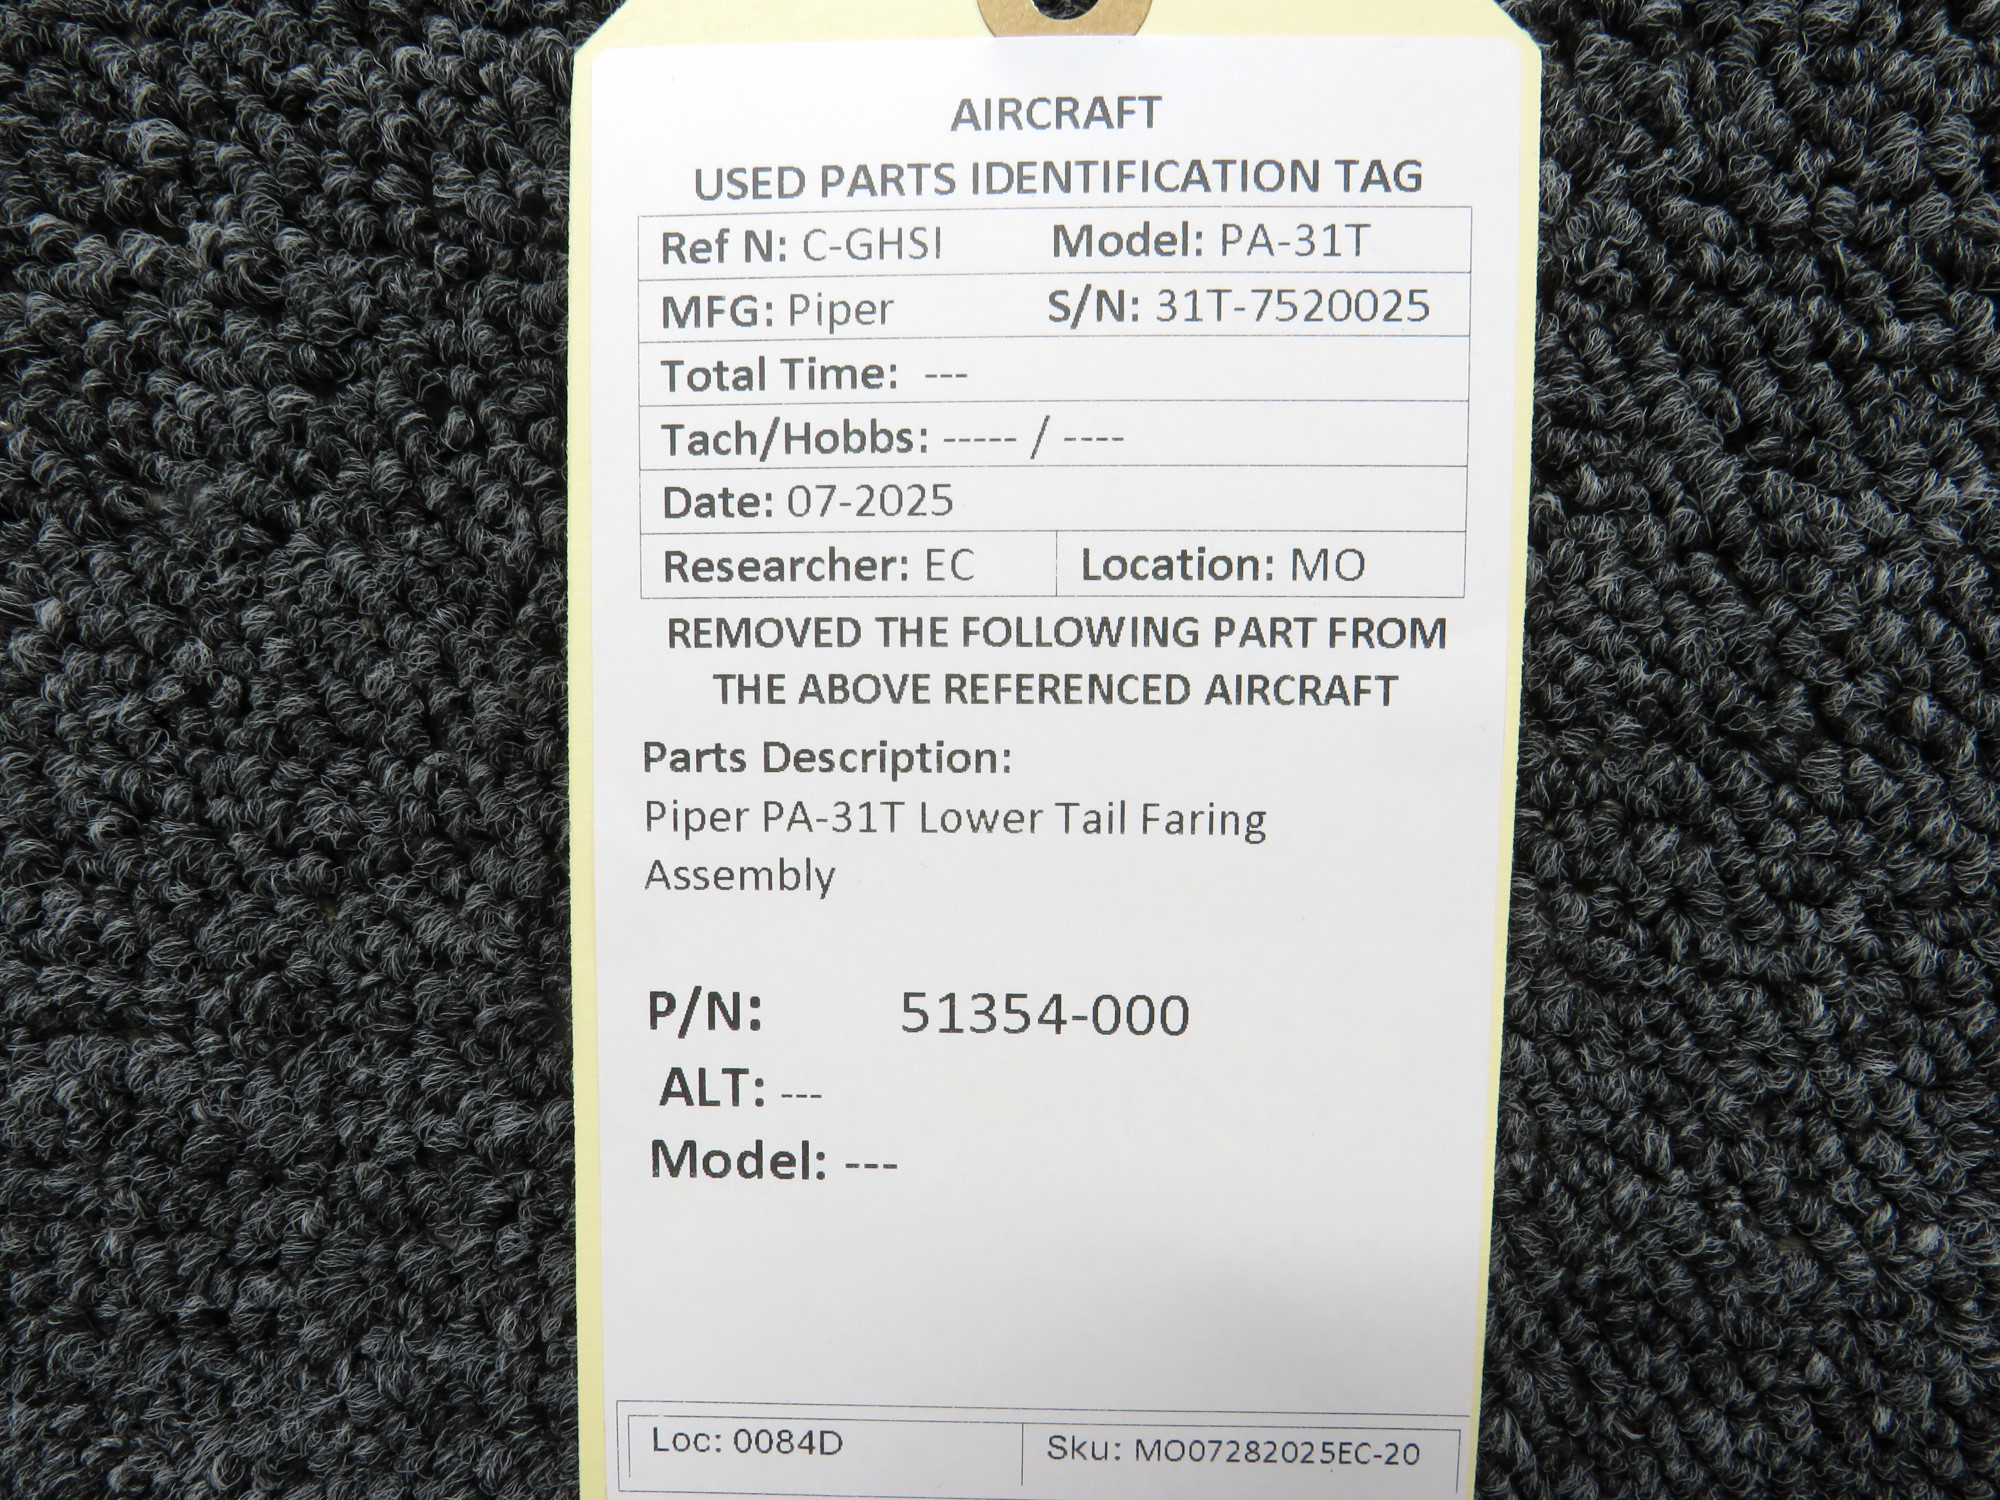 AIRCRAFT
USED PARTS IDENTIFICATION TAG
Ref N: C-GHSI Model: PA-31T
MFG: Piper S/N: 31T-7520025
Total Time: ---
Tach/Hobbs: ----- / ----
Date: 07-2025
Researcher: EC Location: MO
REMOVED THE FOLLOWING PART FROM
THE ABOVE REFERENCED AIRCRAFT
Parts Description:
Piper PA-31T Lower Tail Faring
Assembly
P/N: 51354-000
ALT: ---
Model: ---
Loc: 0084D Sku: MO07282025EC-20